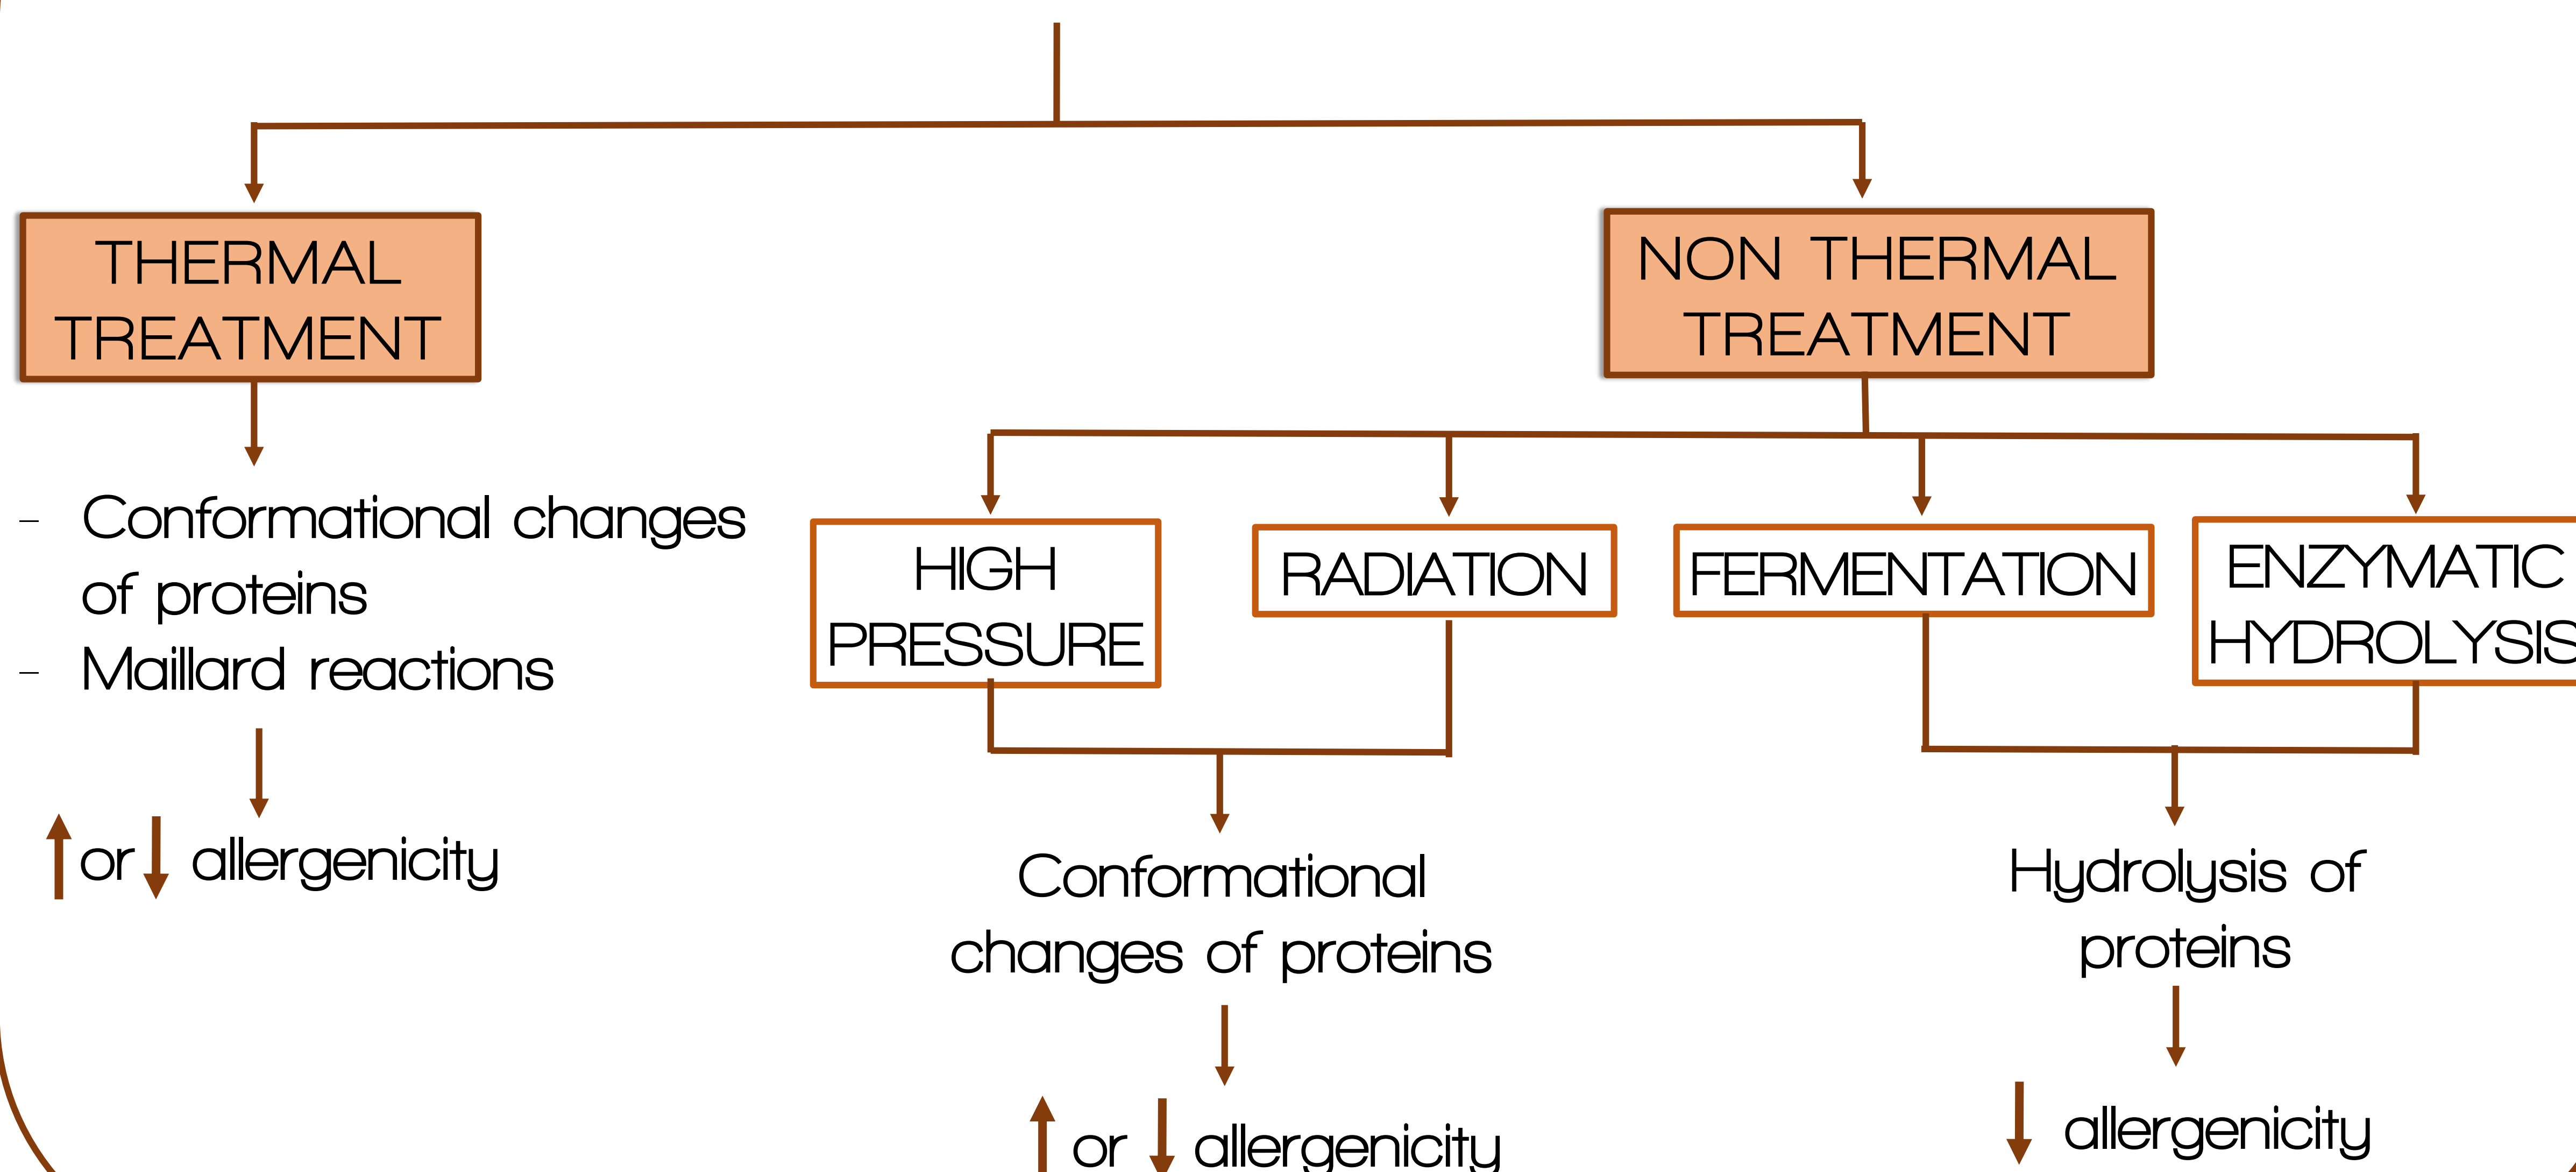 THERMAL
TREATMENT
NON THERMAL
TREATMENT
- Conformational changes
of proteins
- Maillard reactions
↑ or ↓ allergenicity
HIGH
PRESSURE
RADIATION
FERMENTATION
ENZYMATIC
HYDROLYSIS
Conformational
changes of proteins
↑ or ↓ allergenicity
Hydrolysis of
proteins
↓ allergenicity